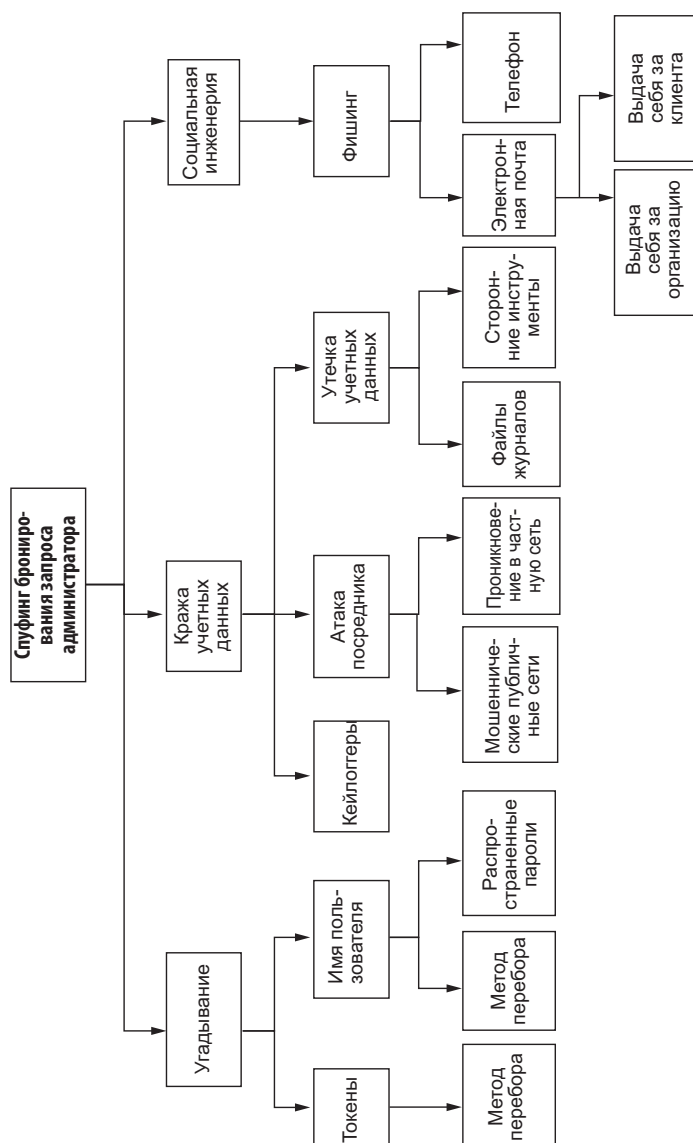 Спуфинг брониро-
вания запроса
администратора
Угадывание
Кража
учетных
данных
Социальная
инженерия
Токены
Имя поль-
зователя
Кейлоггеры
Атака
посредника
Утечка
учетных
данных
Фишинг
Метод
перебора
Метод
перебора
Распро-
страненные
пароли
Мошенниче-
ские публич-
ные сети
Проникнове-
ние в част-
ную сеть
Файлы
журналов
Сторон-
ние инстру-
менты
Электрон-
ная почта
Телефон
Выдача
себя за
организацию
Выдача
себя за
клиента